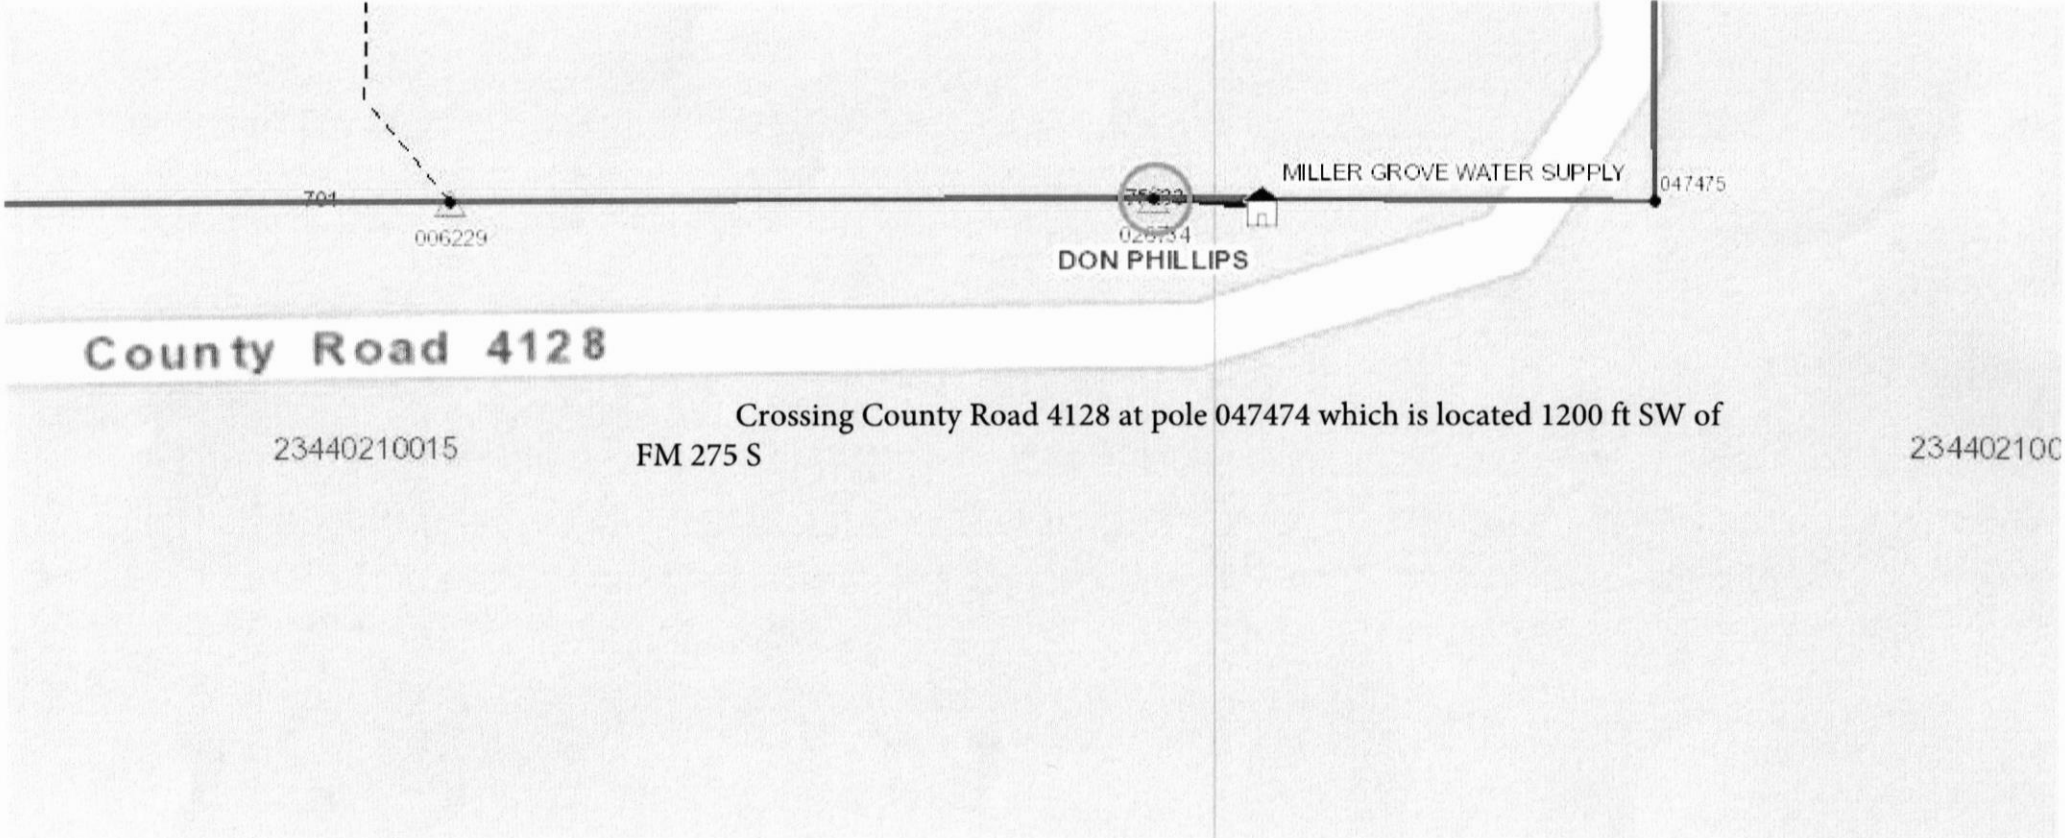 MILLER GROVE WATER SUPPLY
047475
701
006229
DON PHILLIPS
County Road 4128
Crossing County Road 4128 at pole 047474 which is located 1200 ft SW of
FM 275 S
23440210015
234402100